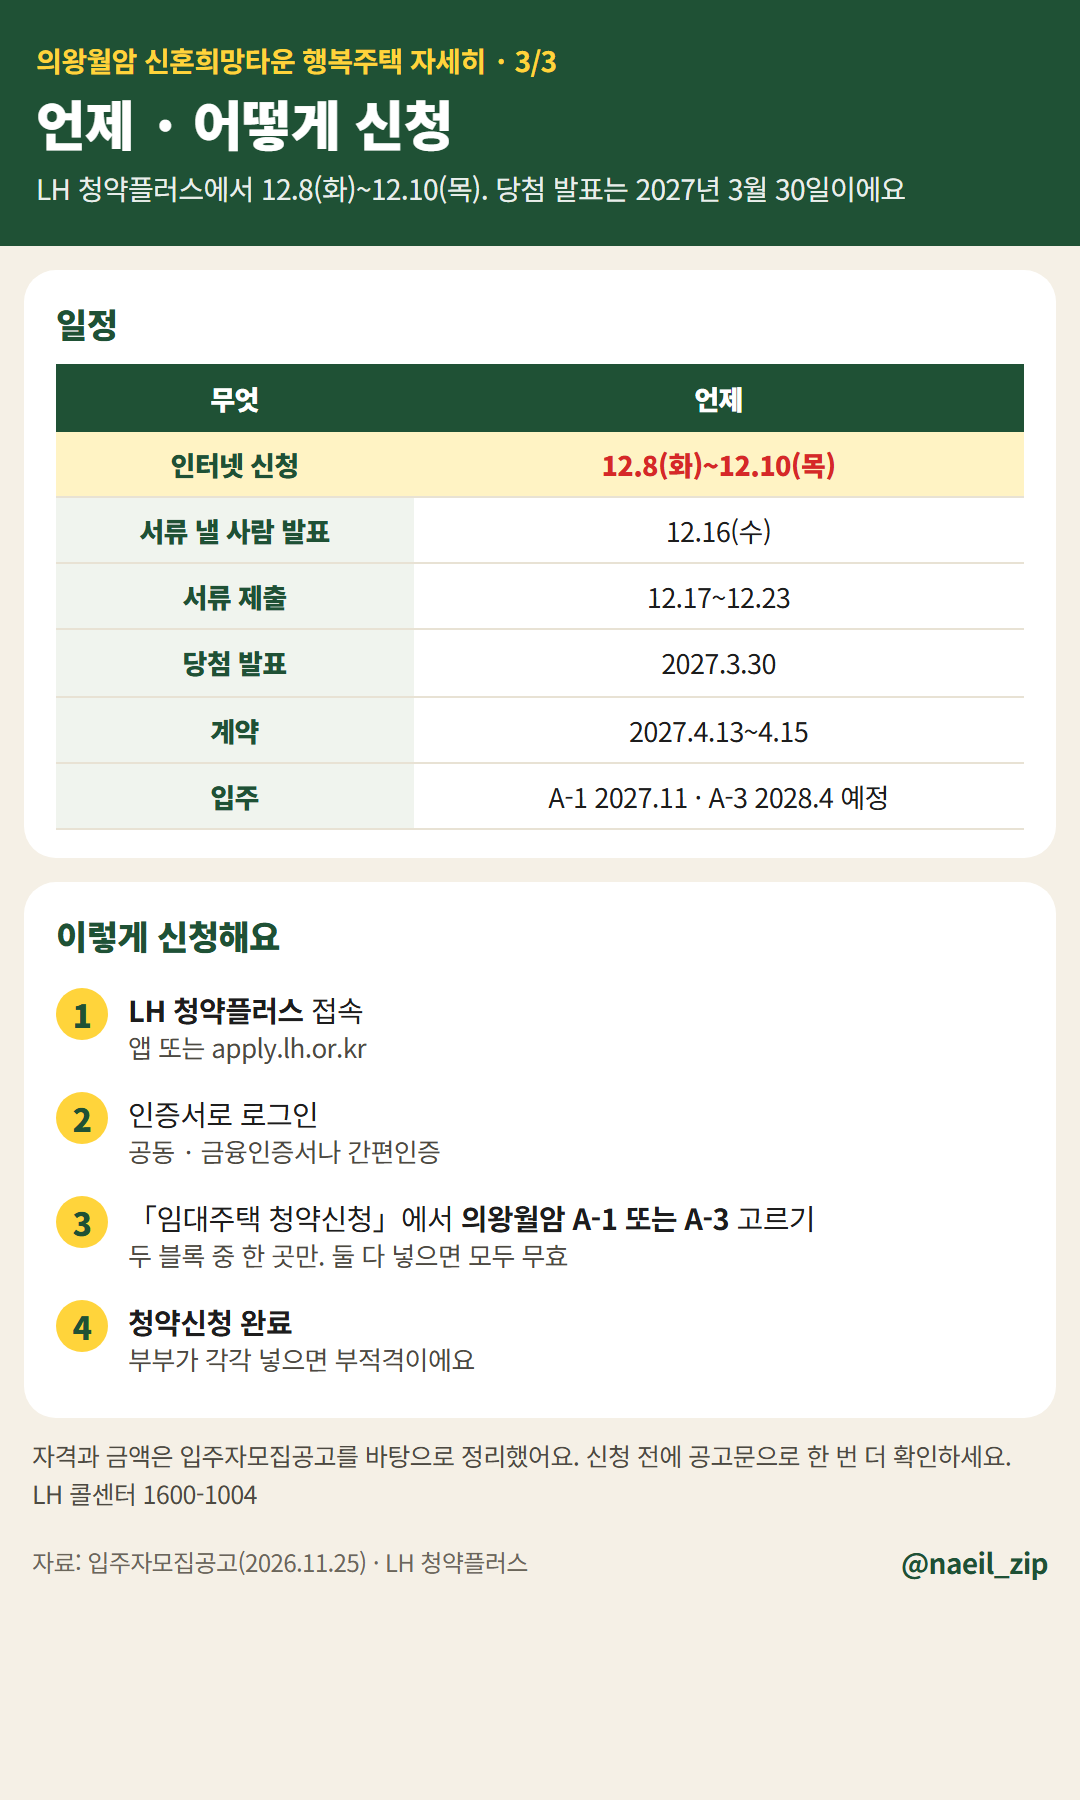 의왕월암 신혼희망타운 행복주택 자세히 · 3/3
언제 · 어떻게 신청
LH 청약플러스에서 12.8(화)~12.10(목). 당첨 발표는 2027년 3월 30일이에요
일정
무엇 언제
인터넷 신청 12.8(화)~12.10(목)
서류 낼 사람 발표 12.16(수)
서류 제출 12.17~12.23
당첨 발표 2027.3.30
계약 2027.4.13~4.15
입주 A-1 2027.11 · A-3 2028.4 예정
이렇게 신청해요
1 LH 청약플러스 접속
앱 또는 apply.lh.or.kr
2 인증서로 로그인
공동 · 금융인증서나 간편인증
3 「임대주택 청약신청」에서 의왕월암 A-1 또는 A-3 고르기
두 블록 중 한 곳만. 둘 다 넣으면 모두 무효
4 청약신청 완료
부부가 각각 넣으면 부적격이에요
자격과 금액은 입주자모집공고를 바탕으로 정리했어요. 신청 전에 공고문으로 한 번 더 확인하세요.
LH 콜센터 1600-1004
자료: 입주자모집공고(2026.11.25) · LH 청약플러스
@naeil_zip